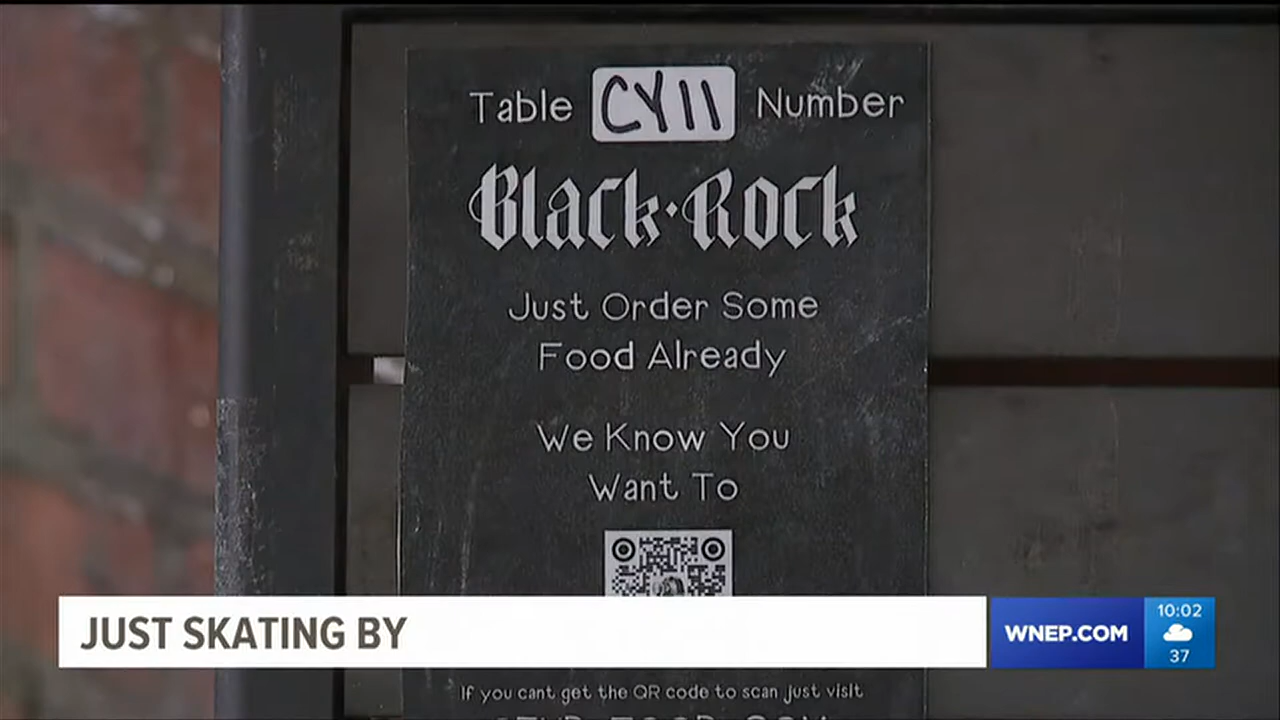 Table CY11 Number
Black·Rock
Just Order Some
Food Already
We Know You
Want To
JUST SKATING BY
WNEP.COM
10:02
37
If you cant get the QR code to scan just visit